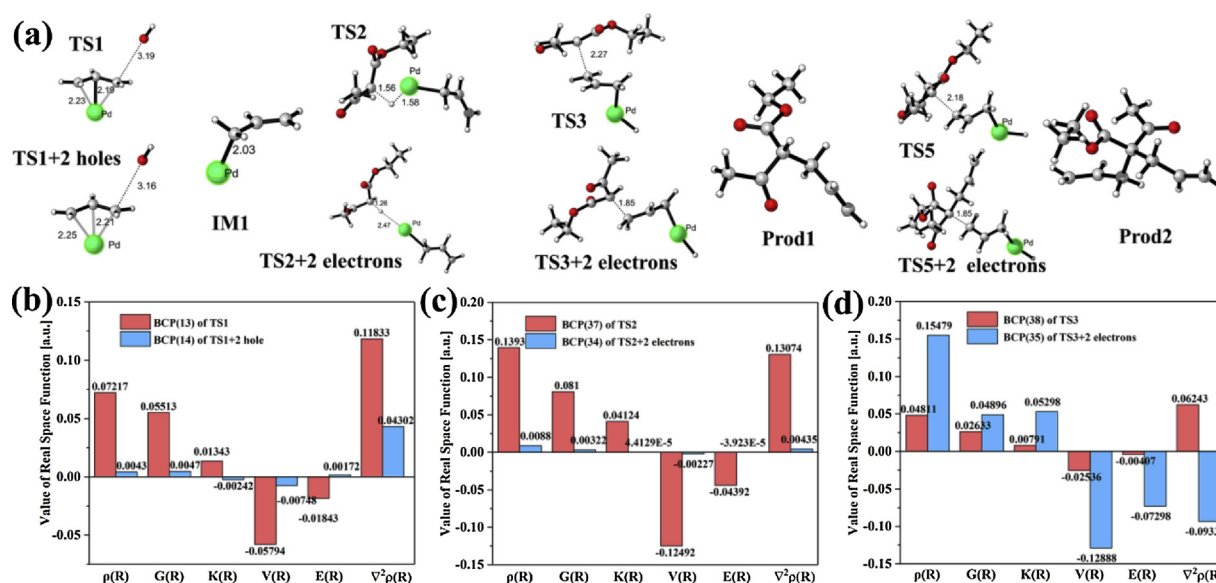 (a)
TS1
3.19
2.19
2.23
Pd
TS1+2 holes
3.16
2.21
2.25
Pd
2.03
Pd
IM1
TS2
Pd
1.56
1.58
1.26
Pd
2.47
TS2+2 electrons
2.27
TS3
Pd
1.85
Pd
TS3+2 electrons
Prod1
2.18
Pd
TS5
1.85
Pd
TS5+2 electrons
Prod2
(b)
Value of Real Space Function [a.u.]
0.15
0.10
0.05
0.00
-0.05
BCP(13) of TS1
BCP(14) of TS1+2 hole
0.07217
0.0043
0.05513
0.0047
0.01343
-0.00242
-0.05794
-0.00748
-0.01843
0.00172
0.11833
0.04302
ρ(R) G(R) K(R) V(R) E(R) ∇²ρ(R)
(c)
Value of Real Space Function [a.u.]
0.20
0.15
0.10
0.05
0.00
-0.05
-0.10
-0.15
BCP(37) of TS2
BCP(34) of TS2+2 electrons
0.1393
0.0088
0.081
0.00322
0.04124
4.4129E-5
-0.12492
-0.00227
-0.04392
-3.923E-5
0.13074
0.00435
ρ(R) G(R) K(R) V(R) E(R) ∇²ρ(R)
(d)
Value of Real Space Function [a.u.]
0.20
0.15
0.10
0.05
0.00
-0.05
-0.10
-0.15
BCP(38) of TS3
BCP(35) of TS3+2 electrons
0.04811
0.15479
0.02633
0.04896
0.00791
0.05298
-0.02536
-0.12888
-0.00407
-0.07298
0.06243
ρ(R) G(R) K(R) V(R) E(R) ∇²ρ(R)